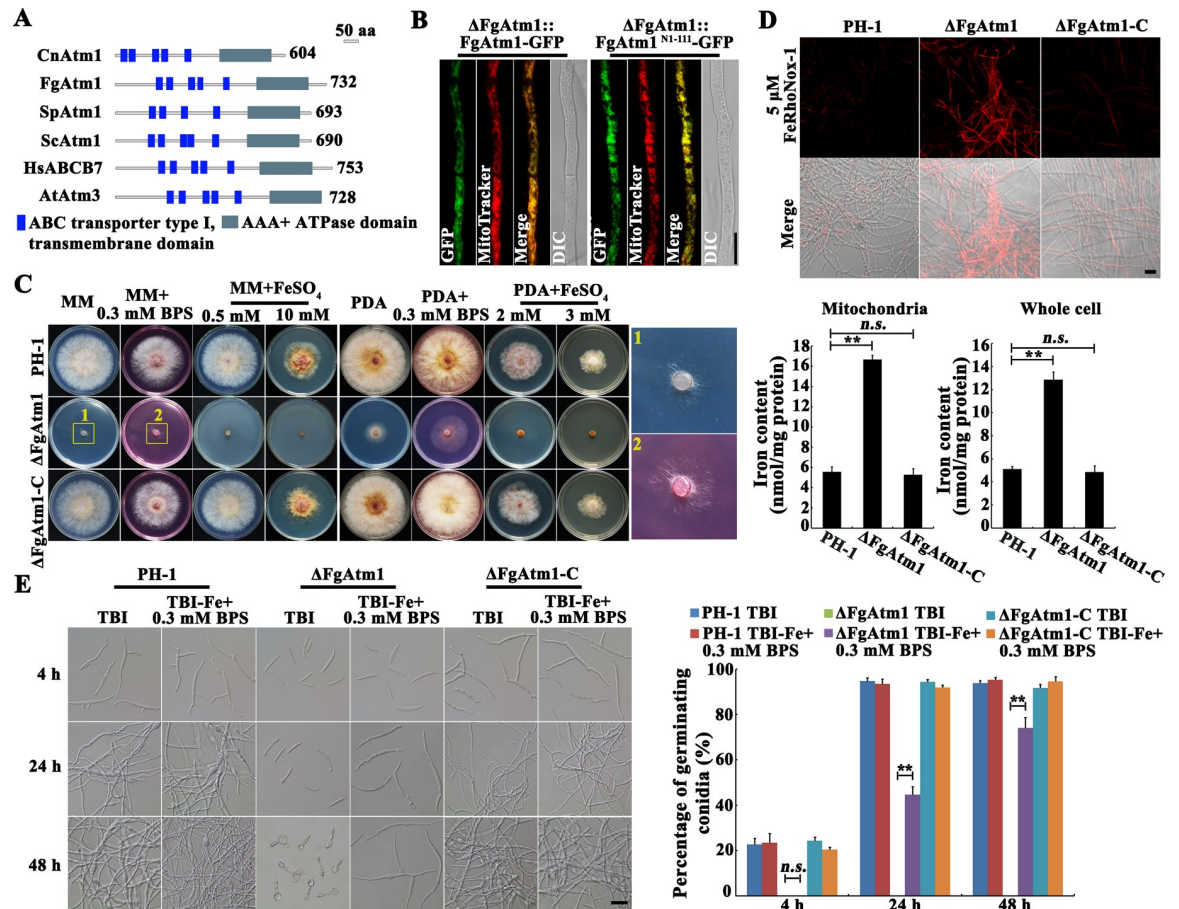 A
50 aa
CnAtm1
604
FgAtm1
732
SpAtm1
693
ScAtm1
690
HsABCB7
753
AtAtm3
728
ABC transporter type I,
transmembrane domain
AAA+ ATPase domain
B
ΔFgAtm1::
FgAtm1-GFP
ΔFgAtm1::
FgAtm1 N1-111-GFP
GFP
MitoTracker
Merge
DIC
GFP
MitoTracker
Merge
DIC
C
MM
MM+
0.3 mM BPS
MM+FeSO4
0.5 mM
10 mM
PDA
PDA+
0.3 mM BPS
PDA+FeSO4
2 mM
3 mM
PH-1
ΔFgAtm1
ΔFgAtm1-C
1
2
1
2
D
PH-1
ΔFgAtm1
ΔFgAtm1-C
5 μM
FeRhoNox-1
Merge
Mitochondria
n.s.
**
18
16
14
12
10
8
6
4
2
0
Iron content
(nmol/mg protein)
PH-1
ΔFgAtm1
ΔFgAtm1-C
Whole cell
n.s.
**
16
14
12
10
8
6
4
2
0
Iron content
(nmol/mg protein)
PH-1
ΔFgAtm1
ΔFgAtm1-C
E
PH-1
ΔFgAtm1
ΔFgAtm1-C
TBI
TBI-Fe+
0.3 mM BPS
TBI
TBI-Fe+
0.3 mM BPS
TBI
TBI-Fe+
0.3 mM BPS
4 h
24 h
48 h
PH-1 TBI
ΔFgAtm1 TBI
ΔFgAtm1-C TBI
PH-1 TBI-Fe+
0.3 mM BPS
ΔFgAtm1 TBI-Fe+
0.3 mM BPS
ΔFgAtm1-C TBI-Fe+
0.3 mM BPS
Percentage of germinating
conidia (%)
100
80
60
40
20
0
n.s.
**
**
4 h
24 h
48 h